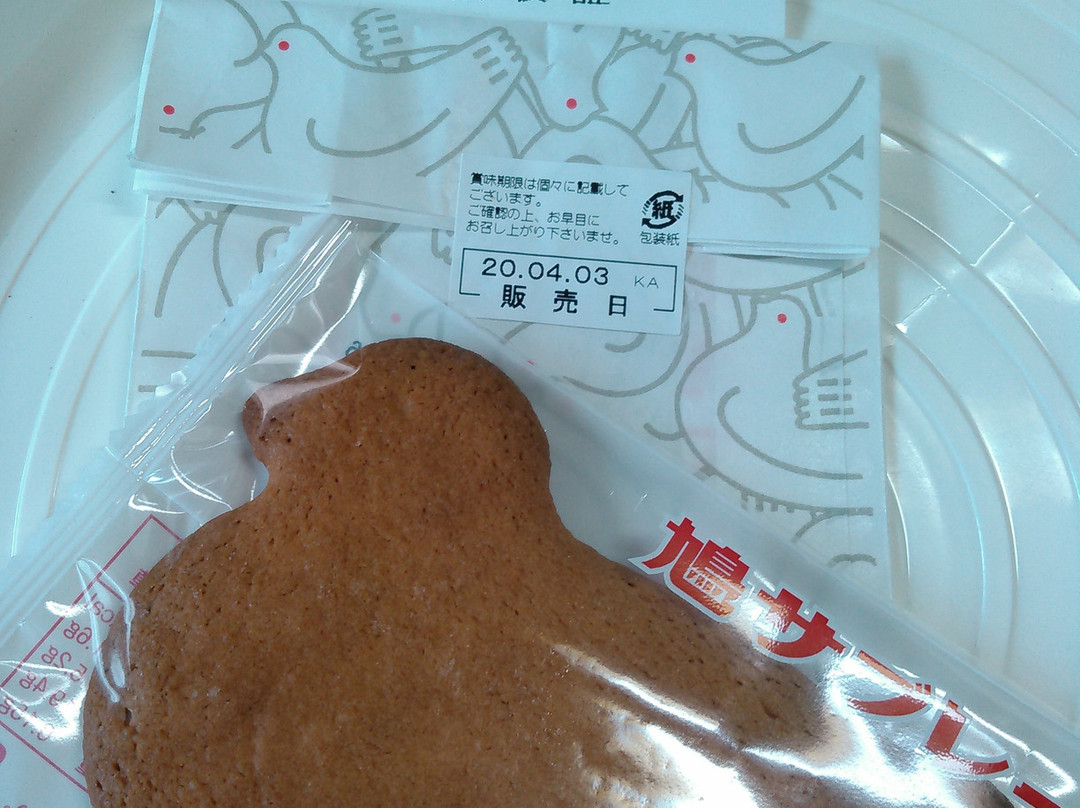 賞味期限は個々に記載して
ございます。
ご確認の上、お早目に
お召し上がり下さいませ。
紙
包装紙
20.04.03 KA
販売日
鳩サブレ